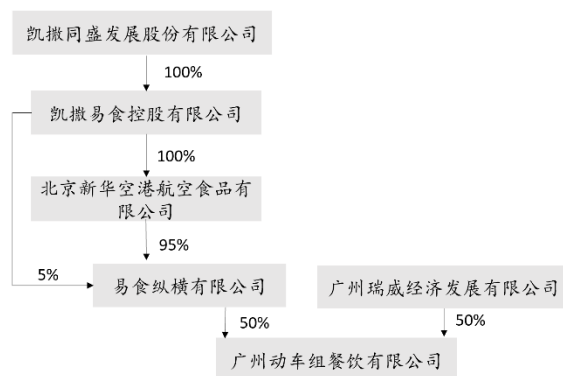 凯撒同盛发展股份有限公司
100%
凯撒易食控股有限公司
100%
北京新华空港航空食品有
限公司
95%
5%
易食纵横有限公司
广州瑞威经济发展有限公司
50%
50%
广州动车组餐饮有限公司